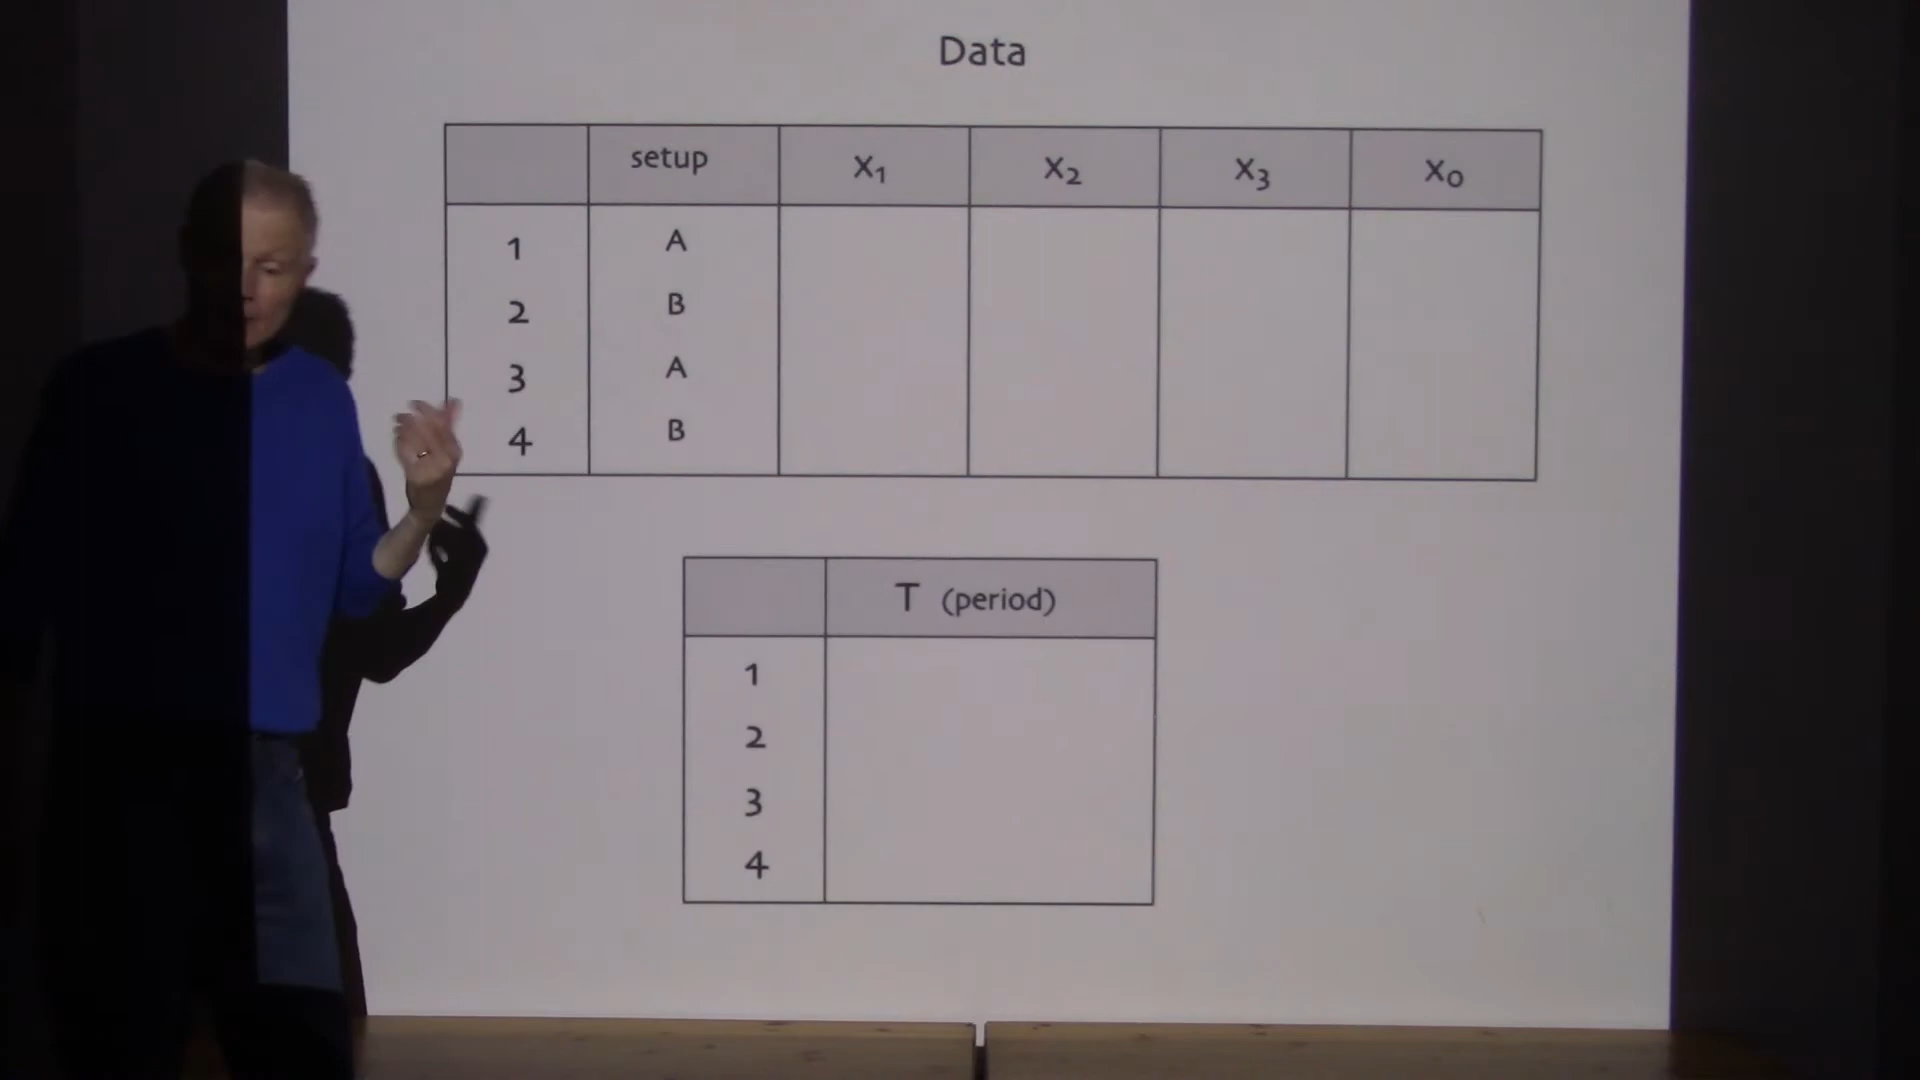 Data
setup x₁ x₂ x₃ x₀
1 A
2 B
3 A
4 B
T (period)
1
2
3
4